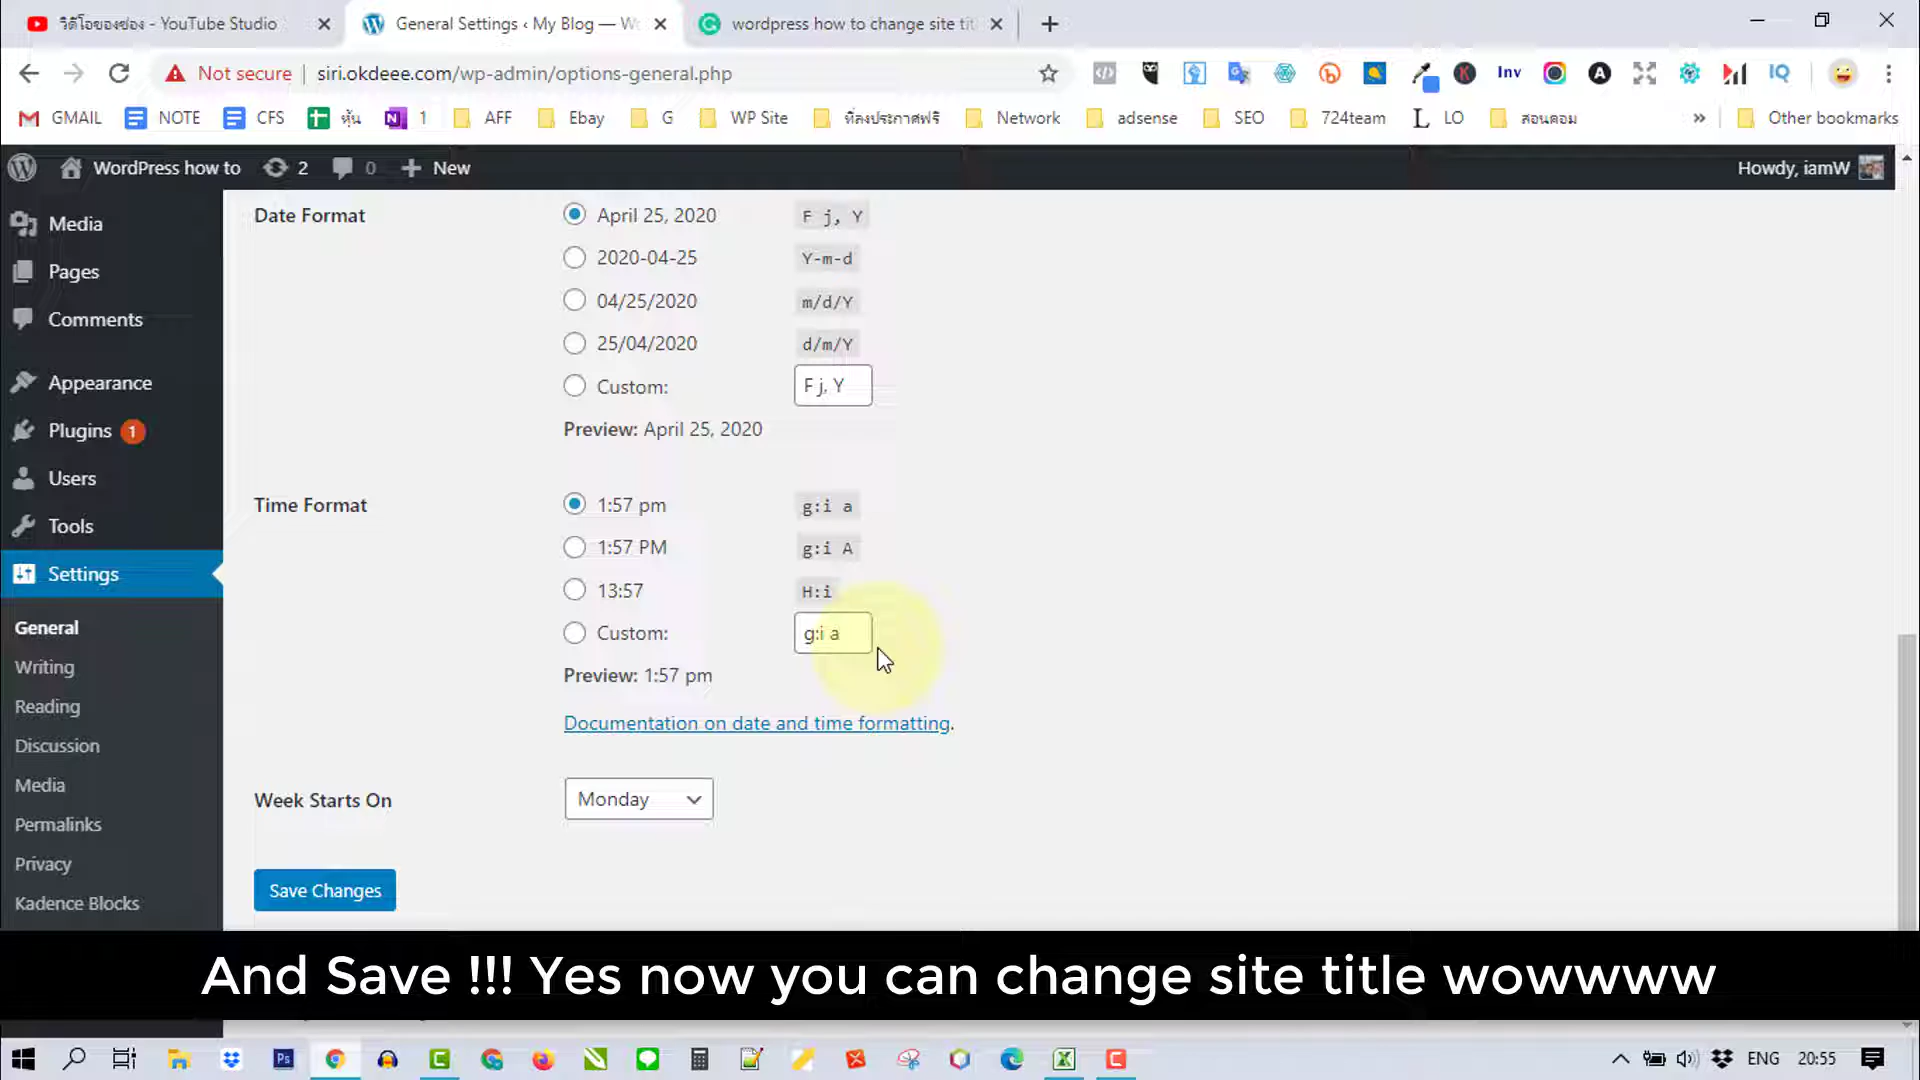 วิดีโอของช่อง - YouTube Studio
General Settings ‹ My Blog — W
wordpress how to change site tit
Not secure
siri.okdeee.com/wp-admin/options-general.php
Inv
IQ
GMAIL
NOTE
CFS
หุ้น
1
AFF
Ebay
G
WP Site
ที่ลงประกาศฟรี
Network
adsense
SEO
724team
LO
สอนคอม
»
Other bookmarks
WordPress how to
2
0
New
Howdy, iamW
Media
Pages
Comments
Appearance
Plugins 1
Users
Tools
Settings
General
Writing
Reading
Discussion
Media
Permalinks
Privacy
Kadence Blocks
Date Format
April 25, 2020 F j, Y
2020-04-25 Y-m-d
04/25/2020 m/d/Y
25/04/2020 d/m/Y
Custom: F j, Y
Preview: April 25, 2020
Time Format
1:57 pm g:i a
1:57 PM g:i A
13:57 H:i
Custom: g:i a
Preview: 1:57 pm
Documentation on date and time formatting.
Week Starts On
Monday
Save Changes
And Save !!! Yes now you can change site title wowwww
Ps
ENG
20:55